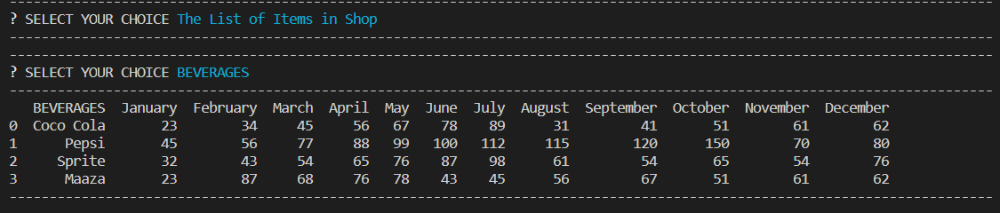 ? SELECT YOUR CHOICE The List of Items in Shop
? SELECT YOUR CHOICE BEVERAGES
BEVERAGES January February March April May June July August September October November December
0 Coco Cola 23 34 45 56 67 78 89 31 41 51 61 62
1 Pepsi 45 56 77 88 99 100 112 115 120 150 70 80
2 Sprite 32 43 54 65 76 87 98 61 54 65 54 76
3 Maaza 23 87 68 76 78 43 45 56 67 51 61 62